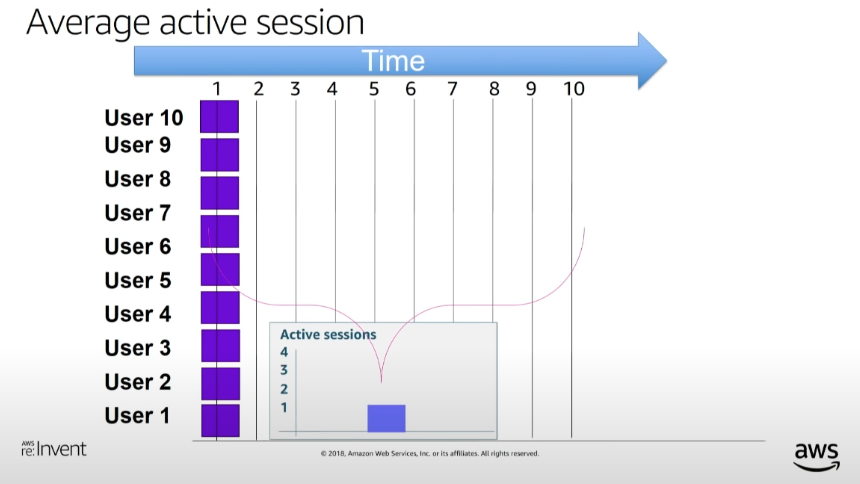 Average active session
Time
1 2 3 4 5 6 7 8 9 10
User 10
User 9
User 8
User 7
User 6
User 5
User 4
User 3
User 2
User 1
Active sessions
4
3
2
1
AWS
re:Invent
© 2018, Amazon Web Services, Inc. or its affiliates. All rights reserved.
aws